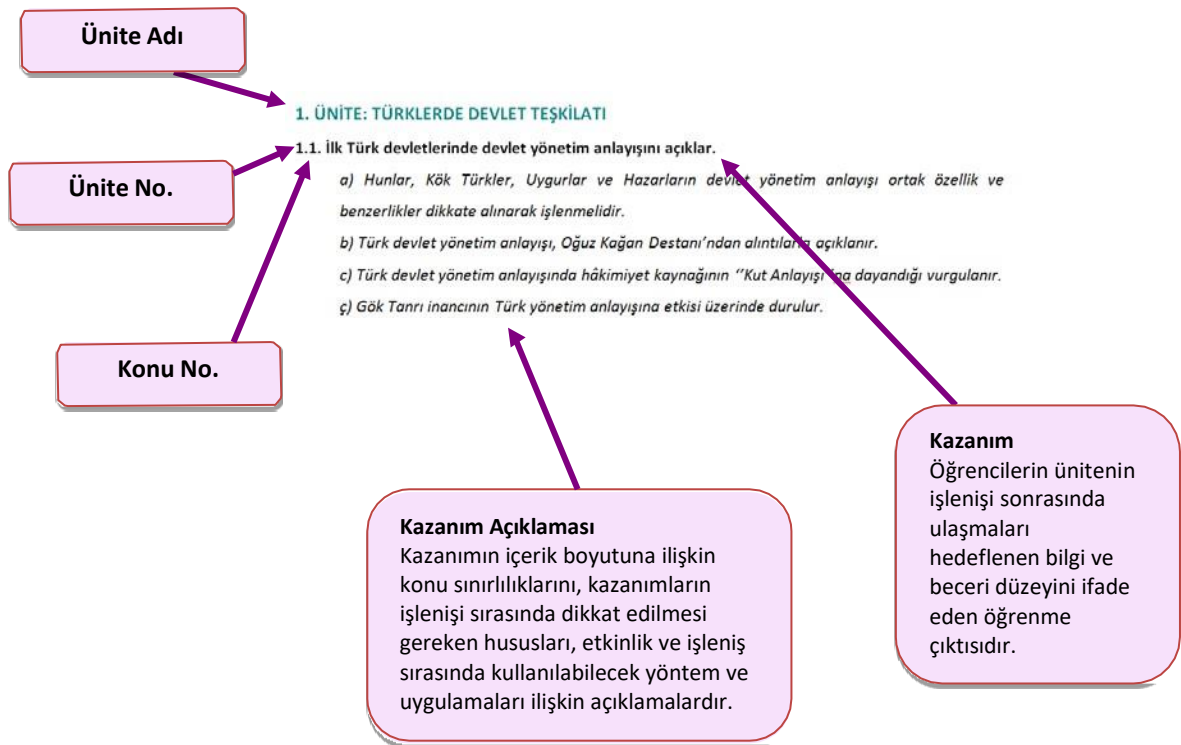 Ünite Adı
1. ÜNİTE: TÜRKLERDE DEVLET TEŞKİLATI
1.1. İlk Türk devletlerinde devlet yönetim anlayışını açıklar.
Ünite No.
a) Hunlar, Kök Türkler, Uygurlar ve Hazarların devlet yönetim anlayışı ortak özellik ve
benzerlikler dikkate alınarak işlenmelidir.
b) Türk devlet yönetim anlayışı, Oğuz Kağan Destanı’ndan alıntılarla açıklanır.
c) Türk devlet yönetim anlayışında hâkimiyet kaynağının ‘‘Kut Anlayışı’’na dayandığı vurgulanır.
ç) Gök Tanrı inancının Türk yönetim anlayışına etkisi üzerinde durulur.
Konu No.
Kazanım Açıklaması
Kazanımın içerik boyutuna ilişkin
konu sınırlılıklarını, kazanımların
işlenişi sırasında dikkat edilmesi
gereken hususları, etkinlik ve işleniş
sırasında kullanılabilecek yöntem ve
uygulamaları ilişkin açıklamalardır.
Kazanım
Öğrencilerin ünitenin
işlenişi sonrasında
ulaşmaları
hedeflenen bilgi ve
beceri düzeyini ifade
eden öğrenme
çıktısıdır.